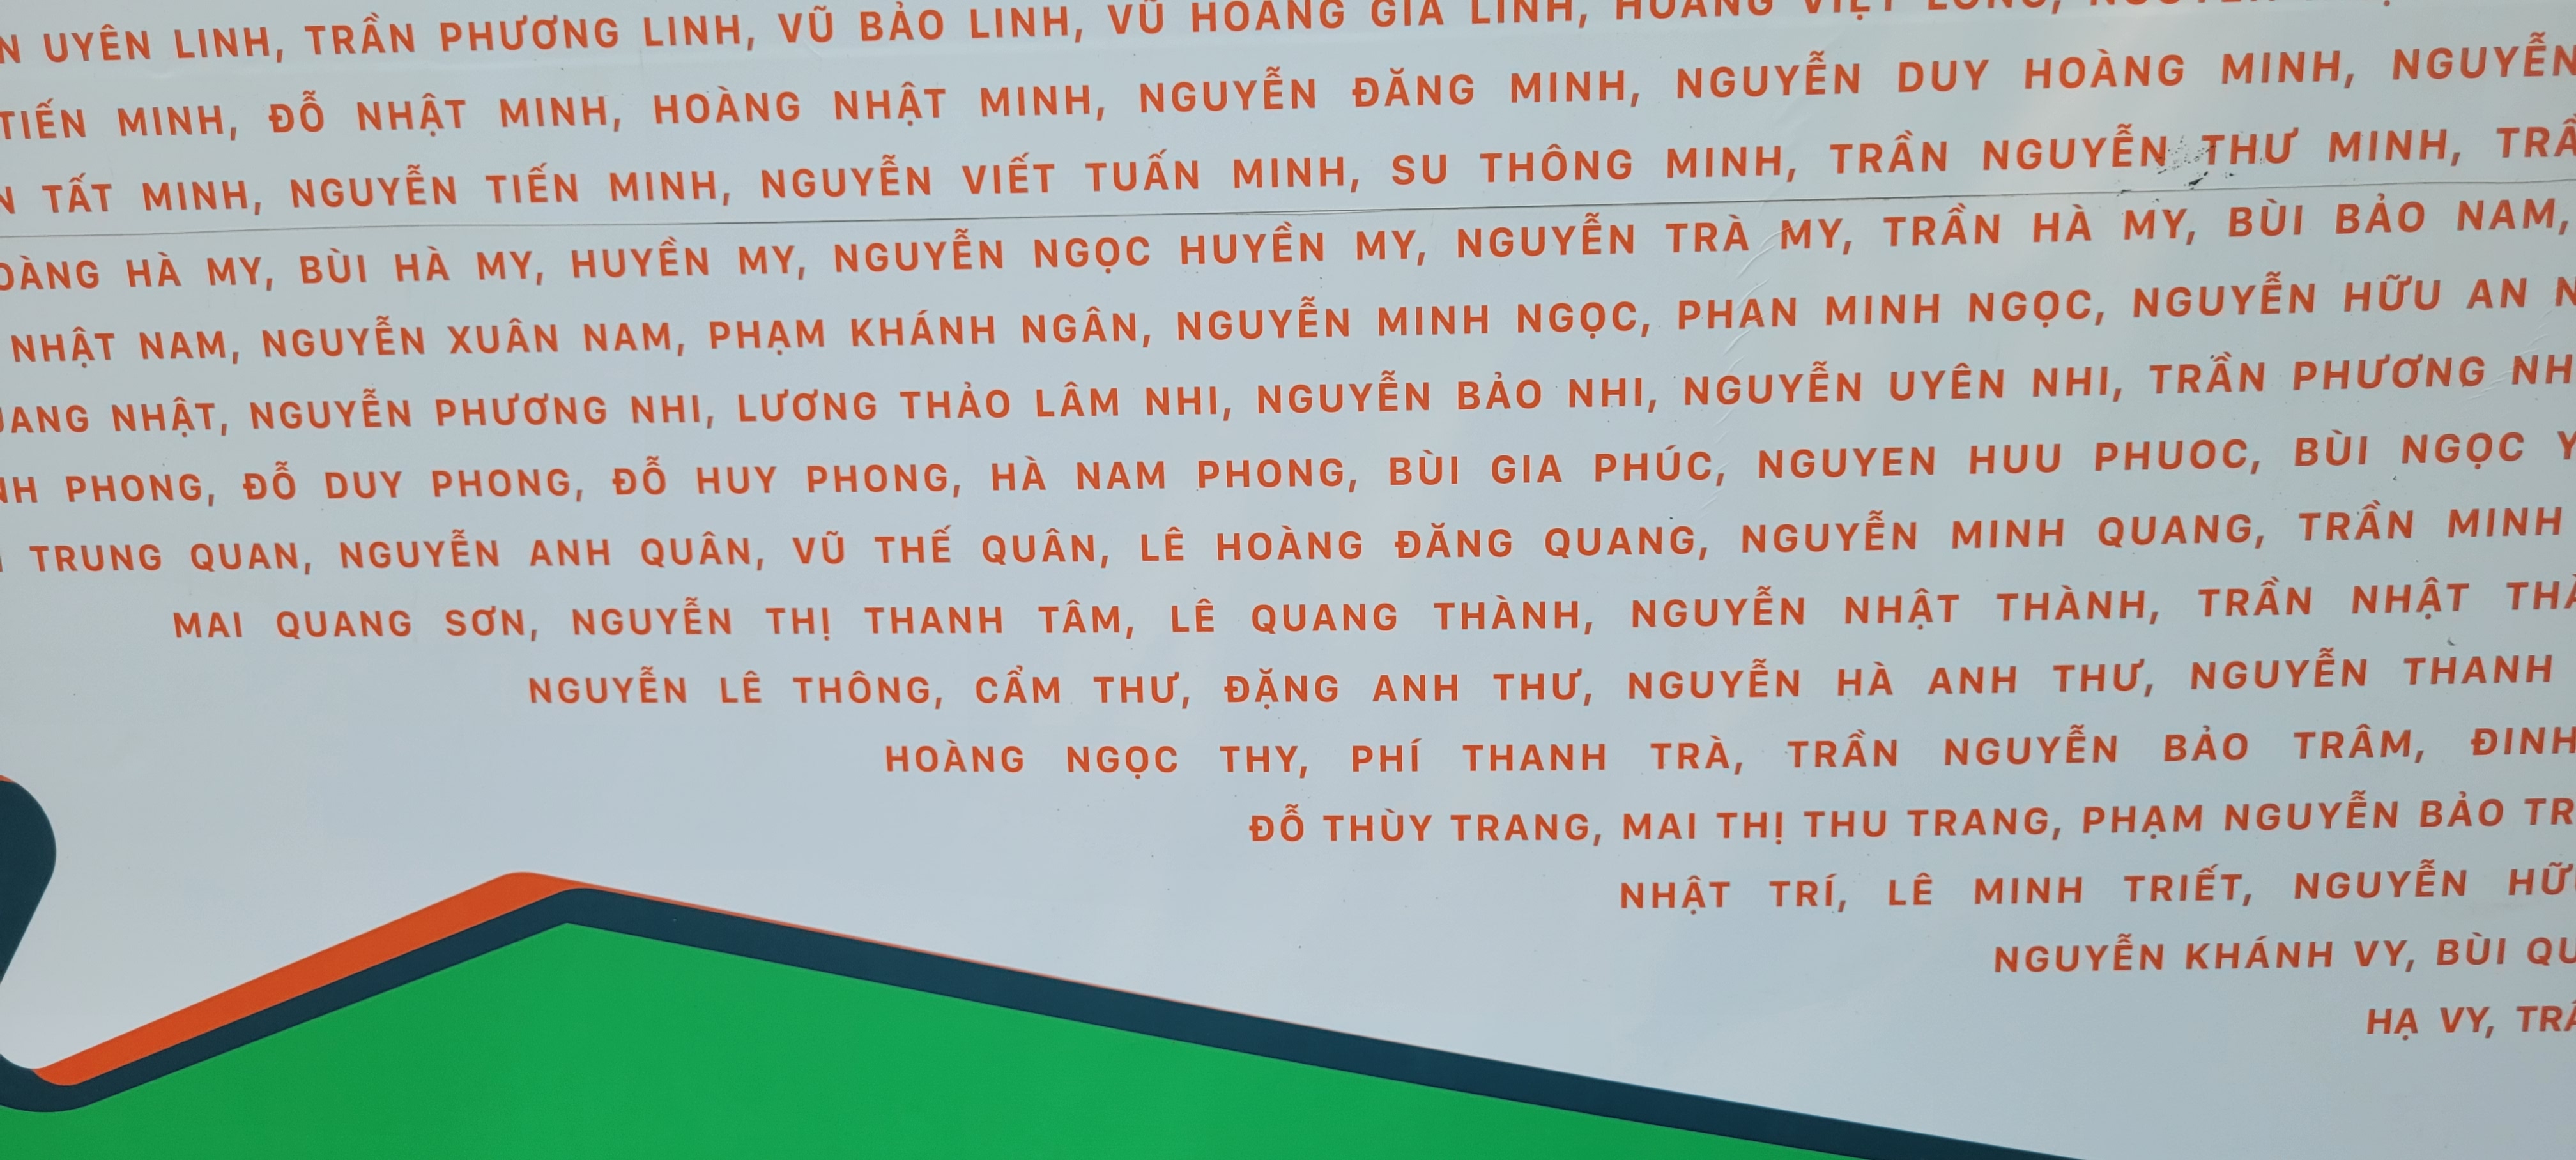 UYÊN LINH, TRẦN PHƯƠNG LINH, VŨ BẢO LINH, VŨ HOÀNG GIA LINH, HOÀNG VIỆT LONG,
TIẾN MINH, ĐỖ NHẬT MINH, HOÀNG NHẬT MINH, NGUYỄN ĐĂNG MINH, NGUYỄN DUY HOÀNG MINH, NGUYỄN
TẤT MINH, NGUYỄN TIẾN MINH, NGUYỄN VIẾT TUẤN MINH, SU THÔNG MINH, TRẦN NGUYỄN THƯ MINH,
HÀ MY, BÙI HÀ MY, HUYỀN MY, NGUYỄN NGỌC HUYỀN MY, NGUYỄN TRÀ MY, TRẦN HÀ MY, BÙI BẢO NAM,
NHẬT NAM, NGUYỄN XUÂN NAM, PHẠM KHÁNH NGÂN, NGUYỄN MINH NGỌC, PHAN MINH NGỌC, NGUYỄN HỮU AN
NHẬT, NGUYỄN PHƯƠNG NHI, LƯƠNG THẢO LÂM NHI, NGUYỄN BẢO NHI, NGUYỄN UYÊN NHI, TRẦN PHƯƠNG
PHONG, ĐỖ DUY PHONG, ĐỖ HUY PHONG, HÀ NAM PHONG, BÙI GIA PHÚC, NGUYEN HUU PHUOC, BÙI NGỌC
TRUNG QUAN, NGUYỄN ANH QUÂN, VŨ THẾ QUÂN, LÊ HOÀNG ĐĂNG QUANG, NGUYỄN MINH QUANG, TRẦN MINH
MAI QUANG SƠN, NGUYỄN THỊ THANH TÂM, LÊ QUANG THÀNH, NGUYỄN NHẬT THÀNH, TRẦN NHẬT
NGUYỄN LÊ THÔNG, CẨM THƯ, ĐẶNG ANH THƯ, NGUYỄN HÀ ANH THƯ, NGUYỄN THANH
HOÀNG NGỌC THY, PHÍ THANH TRÀ, TRẦN NGUYỄN BẢO TRÂM, ĐINH
ĐỖ THÙY TRANG, MAI THỊ THU TRANG, PHẠM NGUYỄN BẢO
NHẬT TRÍ, LÊ MINH TRIẾT, NGUYỄN
NGUYỄN KHÁNH VY, BÙI
HẠ VY,